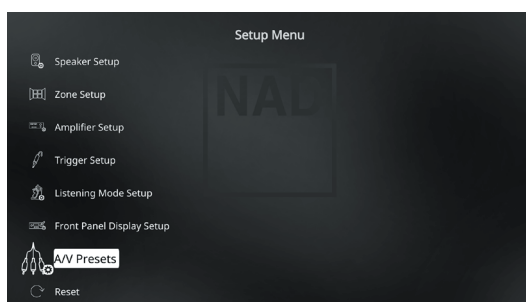 Setup Menu
Speaker Setup
NAD
Zone Setup
Amplifier Setup
Trigger Setup
Listening Mode Setup
Front Panel Display Setup
A/V Presets
Reset